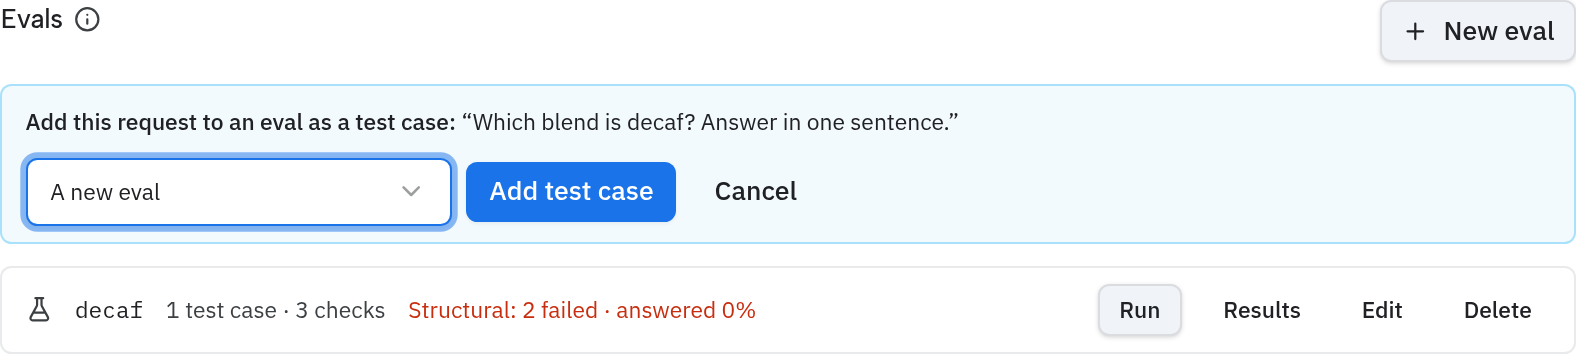 Evals
+ New eval
Add this request to an eval as a test case: “Which blend is decaf? Answer in one sentence.”
A new eval
Add test case
Cancel
decaf 1 test case · 3 checks Structural: 2 failed · answered 0% Run Results Edit Delete